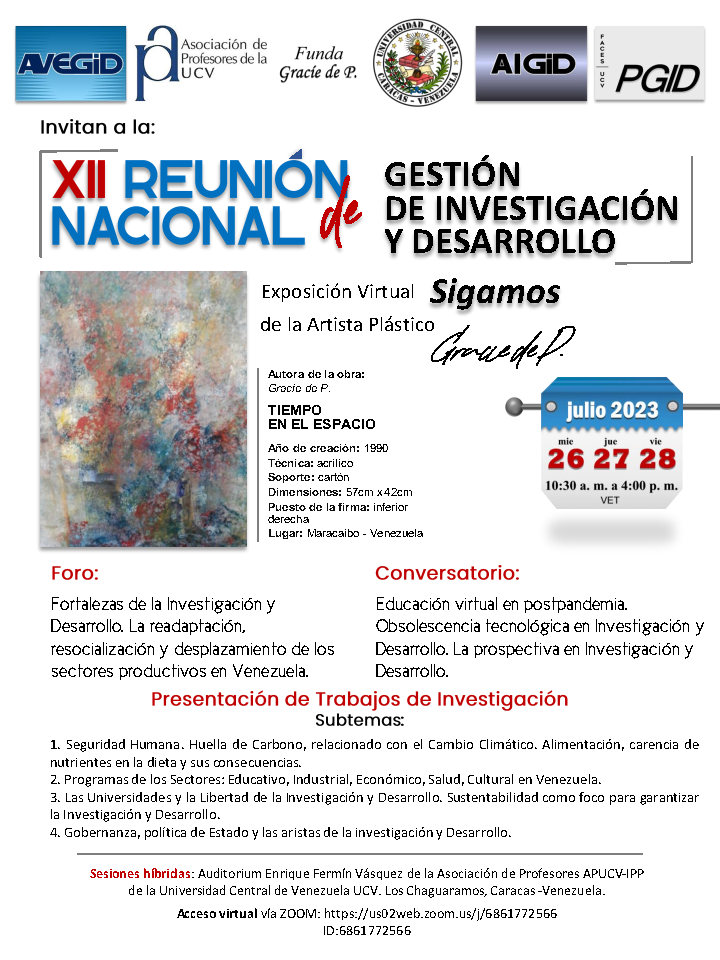 AVEGID
Asociación de
Profesores de la
UCV
Funda
Gracíe de P.
UNIVERSIDAD CENTRAL
CARACAS - VENEZUELA
AIGID
FACES UCV
PGID
Invitan a la:
XII REUNIÓN
NACIONAL de
GESTIÓN
DE INVESTIGACIÓN
Y DESARROLLO
Exposición Virtual Sigamos
de la Artista Plástico
Gracie de P.
Autora de la obra:
Gracie de P.
TIEMPO
EN EL ESPACIO
Año de creación: 1990
Técnica: acrílico
Soporte: cartón
Dimensiones: 57cm x 42cm
Puesto de la firma: inferior
derecha
Lugar: Maracaibo - Venezuela
julio 2023
mie jue vie
26 27 28
10:30 a. m. a 4:00 p. m.
VET
Foro:
Fortalezas de la Investigación y
Desarrollo. La readaptación,
resocialización y desplazamiento de los
sectores productivos en Venezuela.
Conversatorio:
Educación virtual en postpandemia.
Obsolescencia tecnológica en Investigación y
Desarrollo. La prospectiva en Investigación y
Desarrollo.
Presentación de Trabajos de Investigación
Subtemas:
1. Seguridad Humana. Huella de Carbono, relacionado con el Cambio Climático. Alimentación, carencia de
nutrientes en la dieta y sus consecuencias.
2. Programas de los Sectores: Educativo, Industrial, Económico, Salud, Cultural en Venezuela.
3. Las Universidades y la Libertad de la Investigación y Desarrollo. Sustentabilidad como foco para garantizar
la Investigación y Desarrollo.
4. Gobernanza, política de Estado y las aristas de la investigación y Desarrollo.
Sesiones híbridas: Auditorium Enrique Fermín Vásquez de la Asociación de Profesores APUCV-IPP
de la Universidad Central de Venezuela UCV. Los Chaguaramos, Caracas -Venezuela.
Acceso virtual vía ZOOM: https://us02web.zoom.us/j/6861772566
ID:6861772566